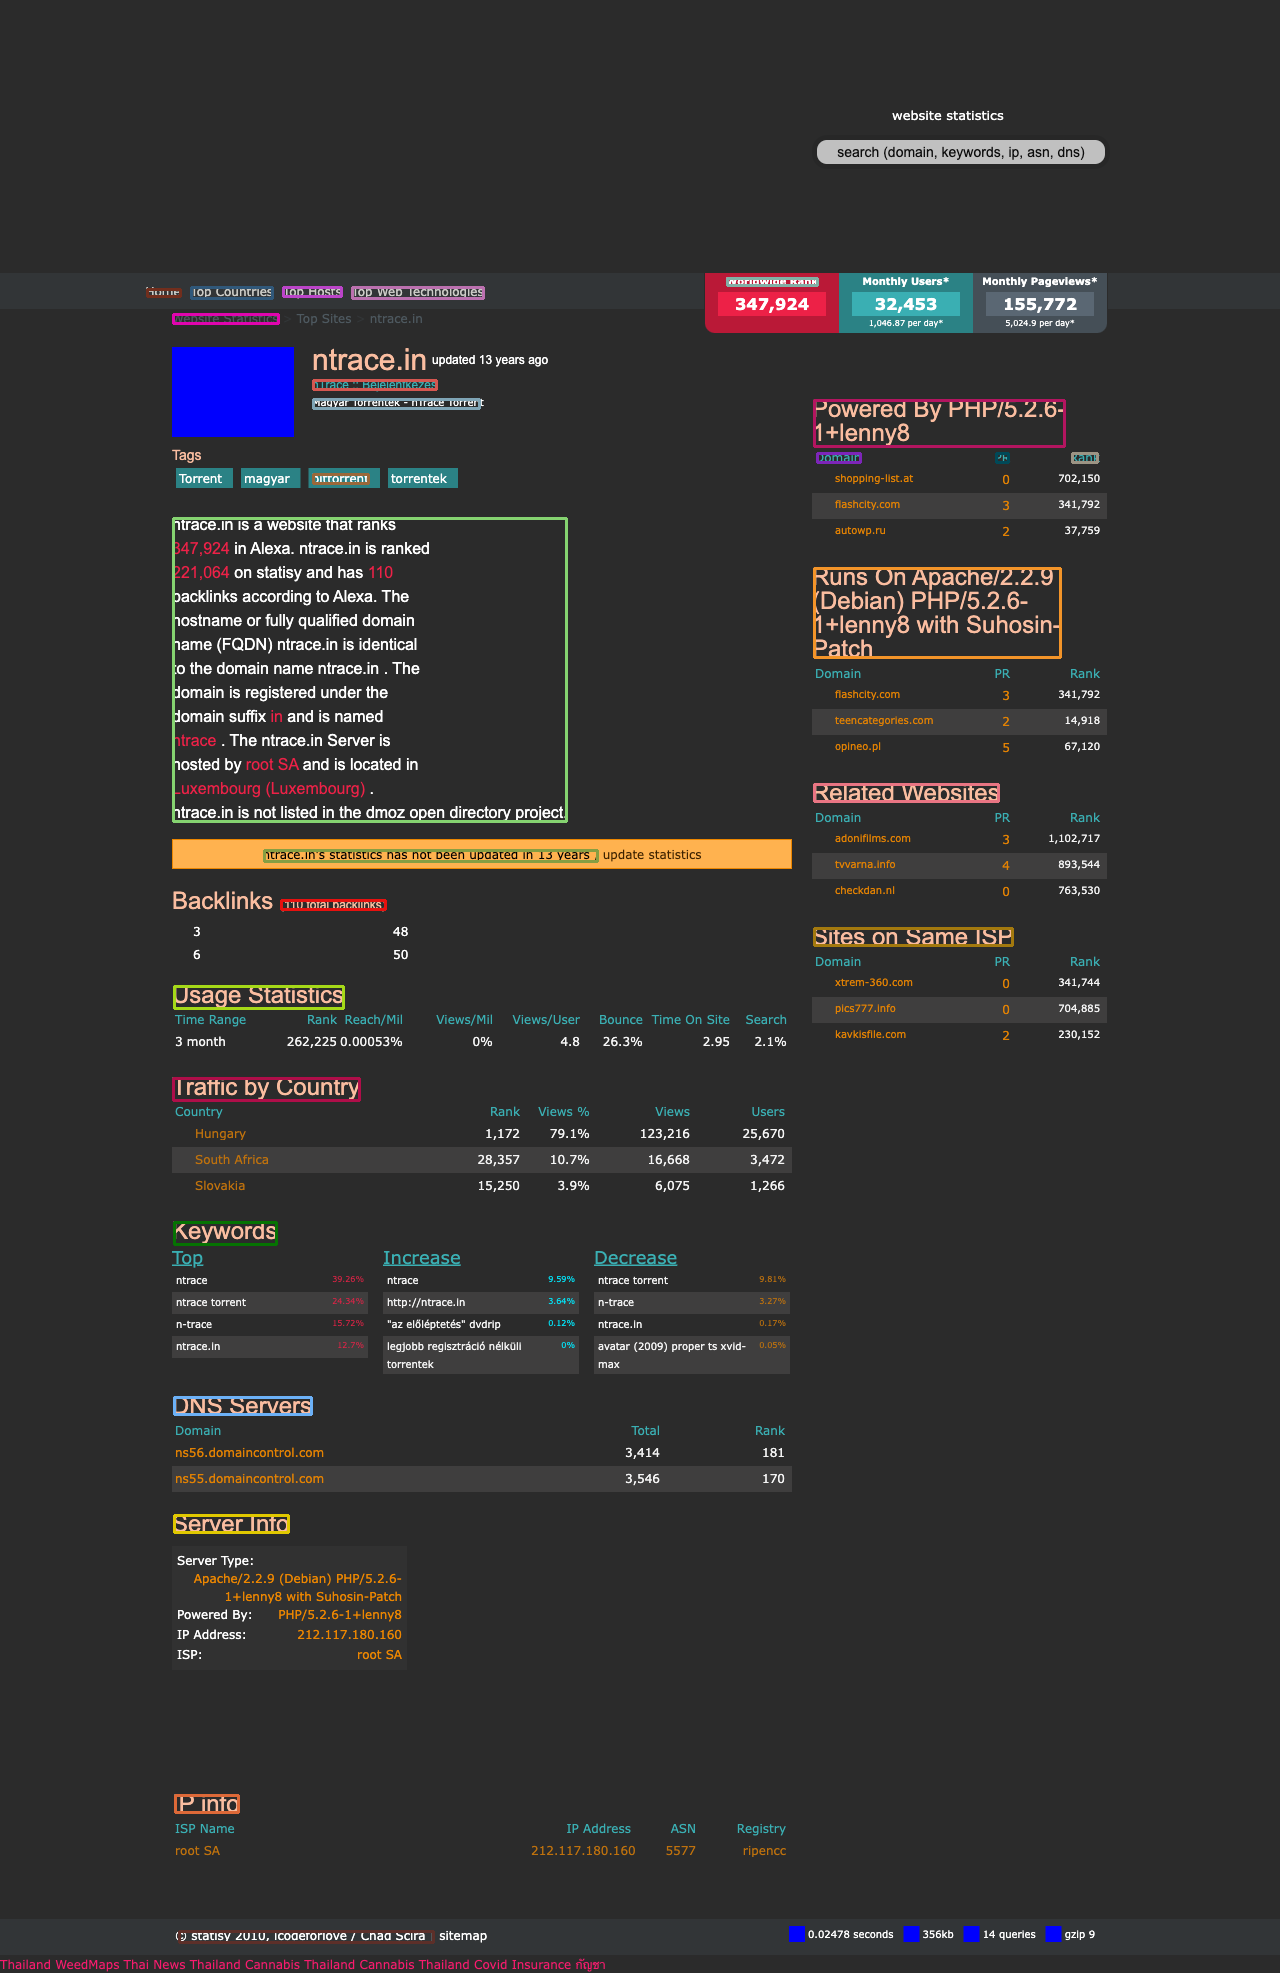 website statistics
search (domain, keywords, ip, asn, dns)
Home Top Countries Top Hosts Top Web Technologies
Worldwide Rank
347,924
Monthly Users*
32,453
1,046.87 per day*
Monthly Pageviews*
155,772
5,024.9 per day*
Website Statistics > Top Sites > ntrace.in
ntrace.in updated 13 years ago
nTrace ~ Bejelentkezés
Magyar Torrentek - nTrace Torrent
Tags
Torrent magyar bittorrent torrentek
ntrace.in is a website that ranks
347,924 in Alexa. ntrace.in is ranked
221,064 on statisy and has 110
backlinks according to Alexa. The
hostname or fully qualified domain
name (FQDN) ntrace.in is identical
to the domain name ntrace.in . The
domain is registered under the
domain suffix in and is named
ntrace . The ntrace.in Server is
hosted by root SA and is located in
Luxembourg (Luxembourg) .
ntrace.in is not listed in the dmoz open directory project.
ntrace.in's statistics has not been updated in 13 years , update statistics
Backlinks (110 total backlinks)
3 48
6 50
Usage Statistics
Time Range Rank Reach/Mil Views/Mil Views/User Bounce Time On Site Search
3 month 262,225 0.00053% 0% 4.8 26.3% 2.95 2.1%
Traffic by Country
Country Rank Views % Views Users
Hungary 1,172 79.1% 123,216 25,670
South Africa 28,357 10.7% 16,668 3,472
Slovakia 15,250 3.9% 6,075 1,266
Keywords
Top
ntrace 39.26%
ntrace torrent 24.34%
n-trace 15.72%
ntrace.in 12.7%
Increase
ntrace 9.59%
http://ntrace.in 3.64%
"az előléptetés" dvdrip 0.12%
legjobb regisztráció nélküli 0%
torrentek
Decrease
ntrace torrent 9.81%
n-trace 3.27%
ntrace.in 0.17%
avatar (2009) proper ts xvid- 0.05%
max
DNS Servers
Domain Total Rank
ns56.domaincontrol.com 3,414 181
ns55.domaincontrol.com 3,546 170
Server Info
Server Type:
Apache/2.2.9 (Debian) PHP/5.2.6-
1+lenny8 with Suhosin-Patch
Powered By: PHP/5.2.6-1+lenny8
IP Address: 212.117.180.160
ISP: root SA
IP info
ISP Name IP Address ASN Registry
root SA 212.117.180.160 5577 ripencc
Powered By PHP/5.2.6-
1+lenny8
Domain PR Rank
shopping-list.at 0 702,150
flashcity.com 3 341,792
autowp.ru 2 37,759
Runs On Apache/2.2.9
(Debian) PHP/5.2.6-
1+lenny8 with Suhosin-
Patch
Domain PR Rank
flashcity.com 3 341,792
teencategories.com 2 14,918
opineo.pl 5 67,120
Related Websites
Domain PR Rank
adonifilms.com 3 1,102,717
tvvarna.info 4 893,544
checkdan.nl 0 763,530
Sites on Same ISP
Domain PR Rank
xtrem-360.com 0 341,744
pics777.info 0 704,885
kavkisfile.com 2 230,152
© statisy 2010, icodeforlove / Chad Scira | sitemap
0.02478 seconds 356kb 14 queries gzip 9
Thailand WeedMaps Thai News Thailand Cannabis Thailand Cannabis Thailand Covid Insurance กัญชา